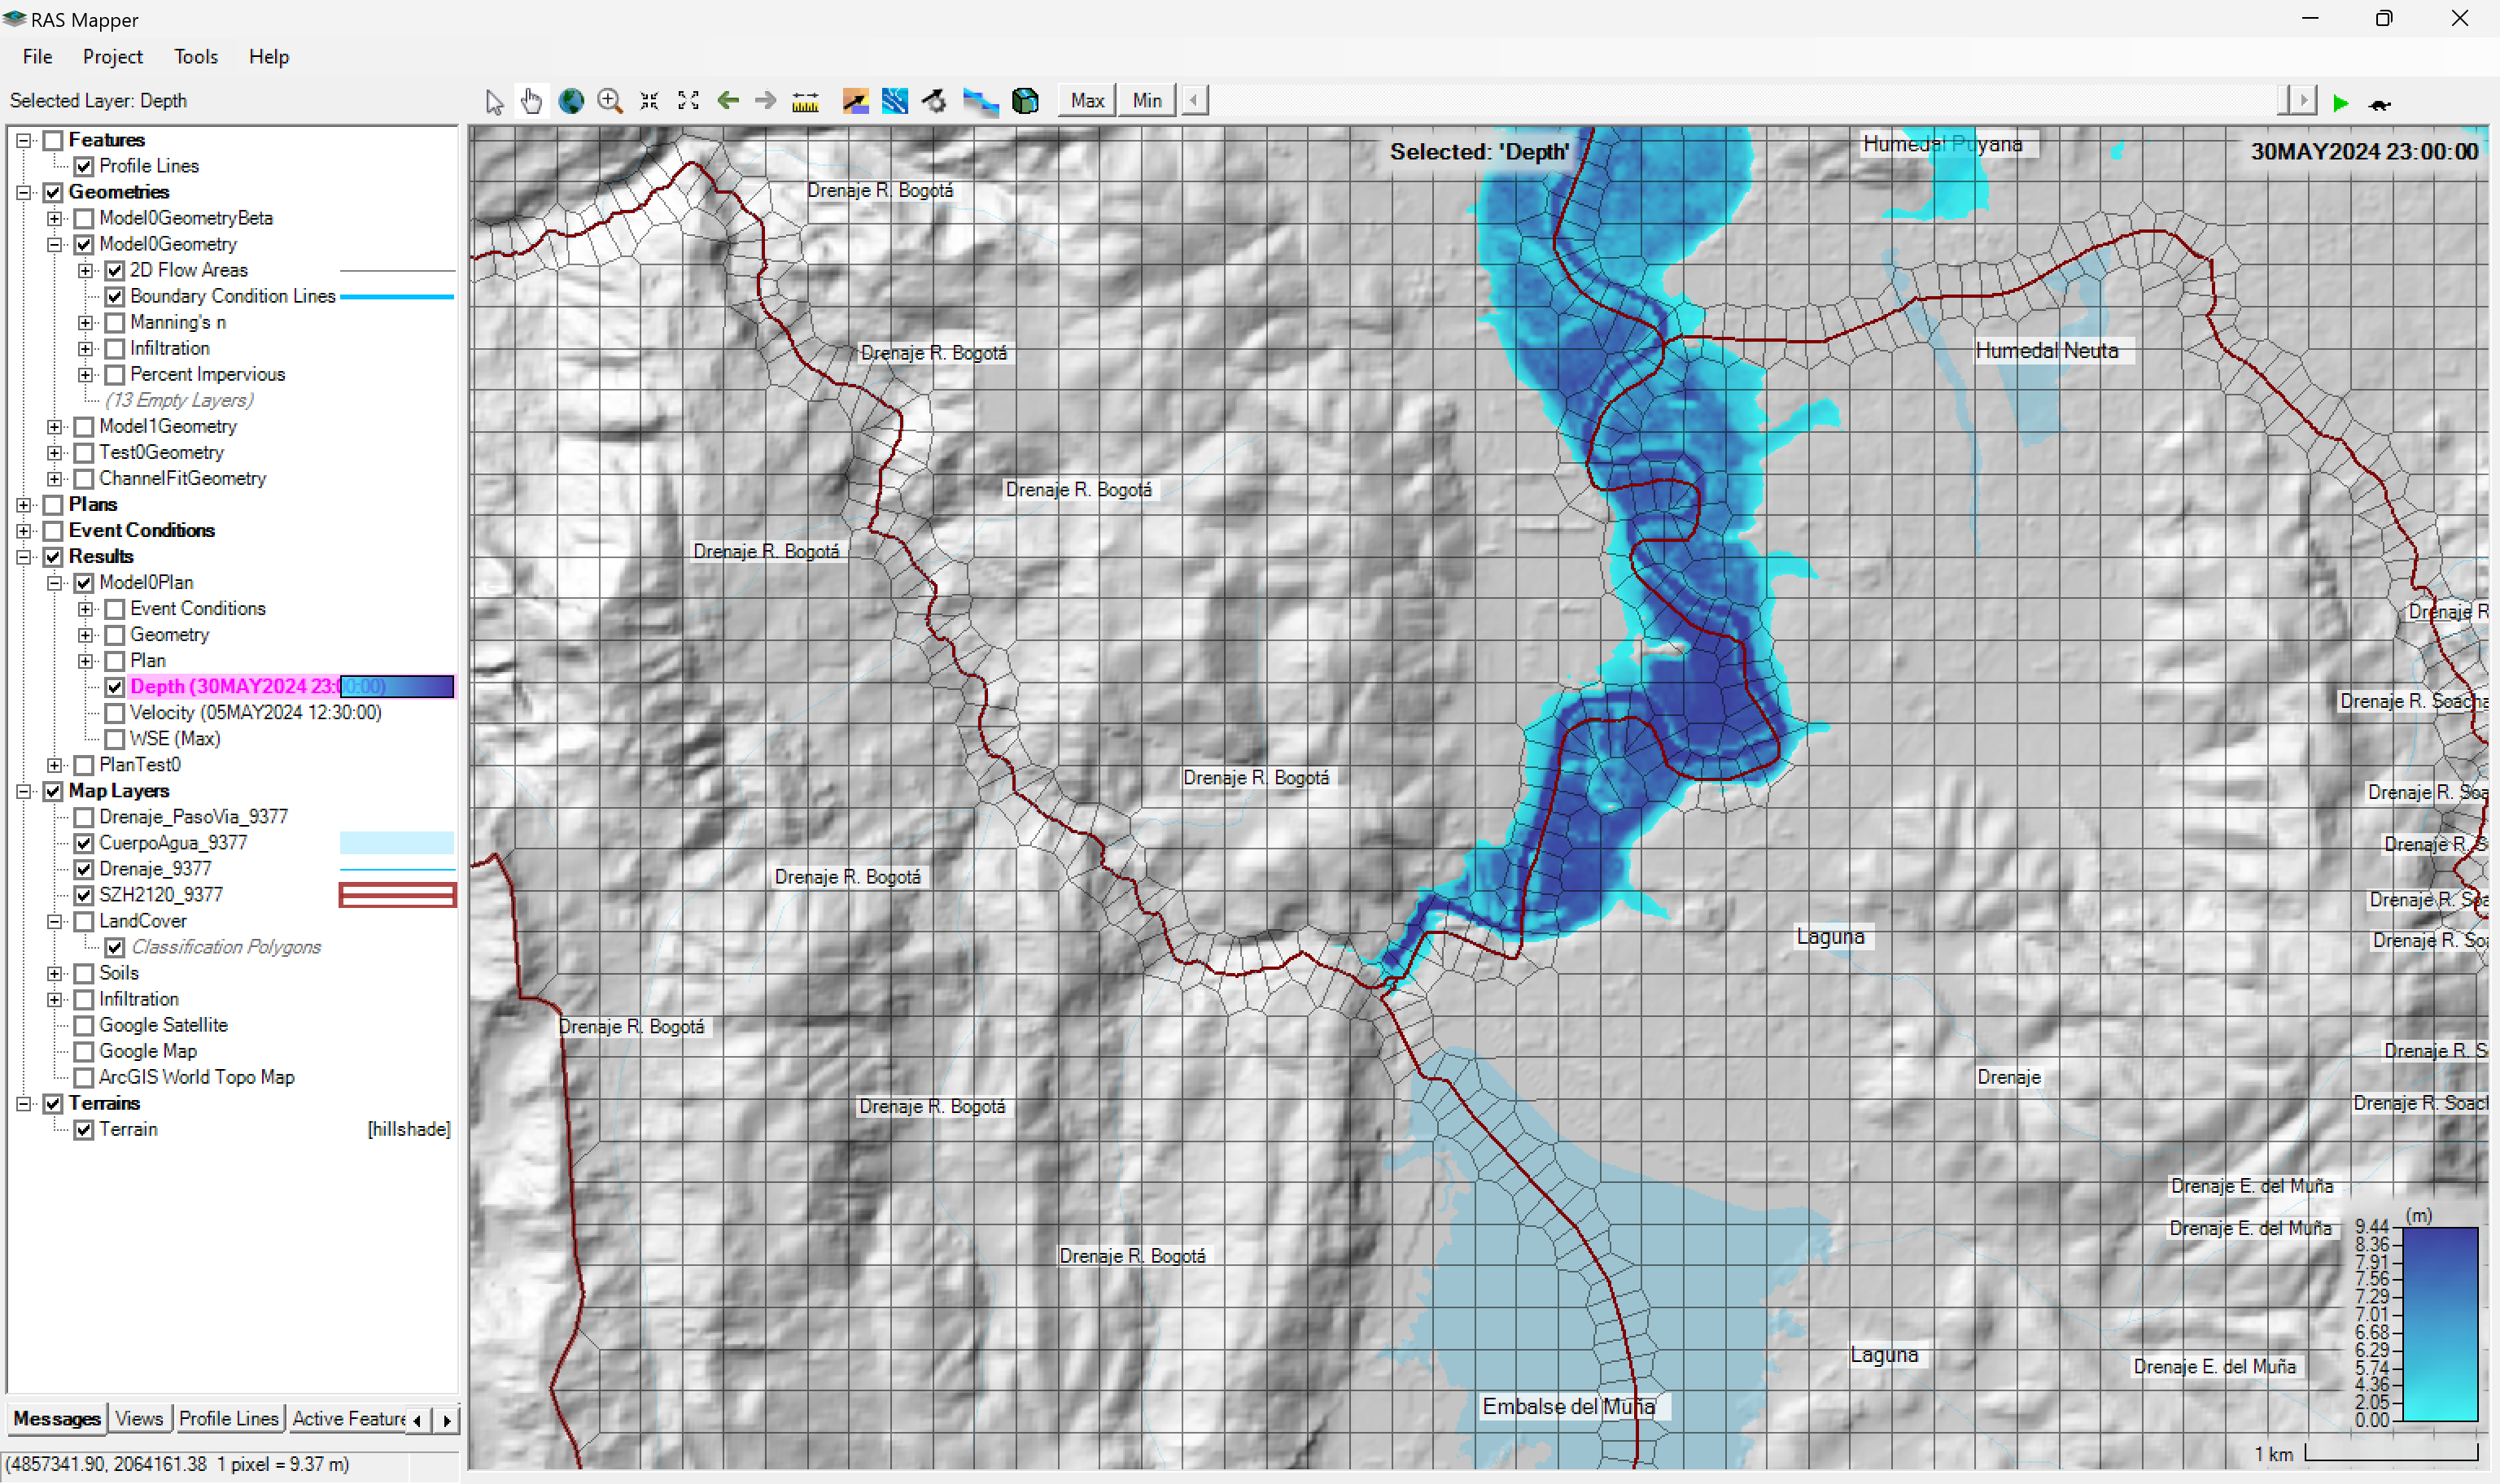 RAS Mapper
File Project Tools Help
Selected Layer: Depth
Max Min
Features
Profile Lines
Geometries
Model0GeometryBeta
Model0Geometry
2D Flow Areas
Boundary Condition Lines
Manning's n
Infiltration
Percent Impervious
(13 Empty Layers)
Model1Geometry
Test0Geometry
ChannelFitGeometry
Plans
Event Conditions
Results
Model0Plan
Event Conditions
Geometry
Plan
Depth (30MAY2024 23:00:00)
Velocity (05MAY2024 12:30:00)
WSE (Max)
PlanTest0
Map Layers
Drenaje_PasoVia_9377
CuerpoAgua_9377
Drenaje_9377
SZH2120_9377
LandCover
Classification Polygons
Soils
Infiltration
Google Satellite
Google Map
ArcGIS World Topo Map
Terrains
Terrain [hillshade]
Messages Views Profile Lines Active Feature
(4857341.90, 2064161.38 1 pixel = 9.37 m)
Selected: 'Depth'
Humedal Puyana
30MAY2024 23:00:00
Drenaje R. Bogotá
Humedal Neuta
Drenaje R. Bogotá
Drenaje R. Bogotá
Drenaje R. Bogotá
Drenaje R
Drenaje R. Soacha
Drenaje R. Bogotá
Drenaje R. Soa
Drenaje R. S
Drenaje R. Bogotá
Drenaje R. Soa
Laguna
Drenaje R. Soa
Drenaje R. Bogotá
Drenaje R. S
Drenaje
Drenaje R. Bogotá
Drenaje R. Soach
Drenaje E. del Muña
Drenaje E. del Muña
Drenaje R. Bogotá
Laguna
Drenaje E. del Muña
Embalse del Muña
(m)
9.44
8.36
7.91
7.56
7.29
7.01
6.68
6.29
5.74
4.36
2.05
0.00
1 km